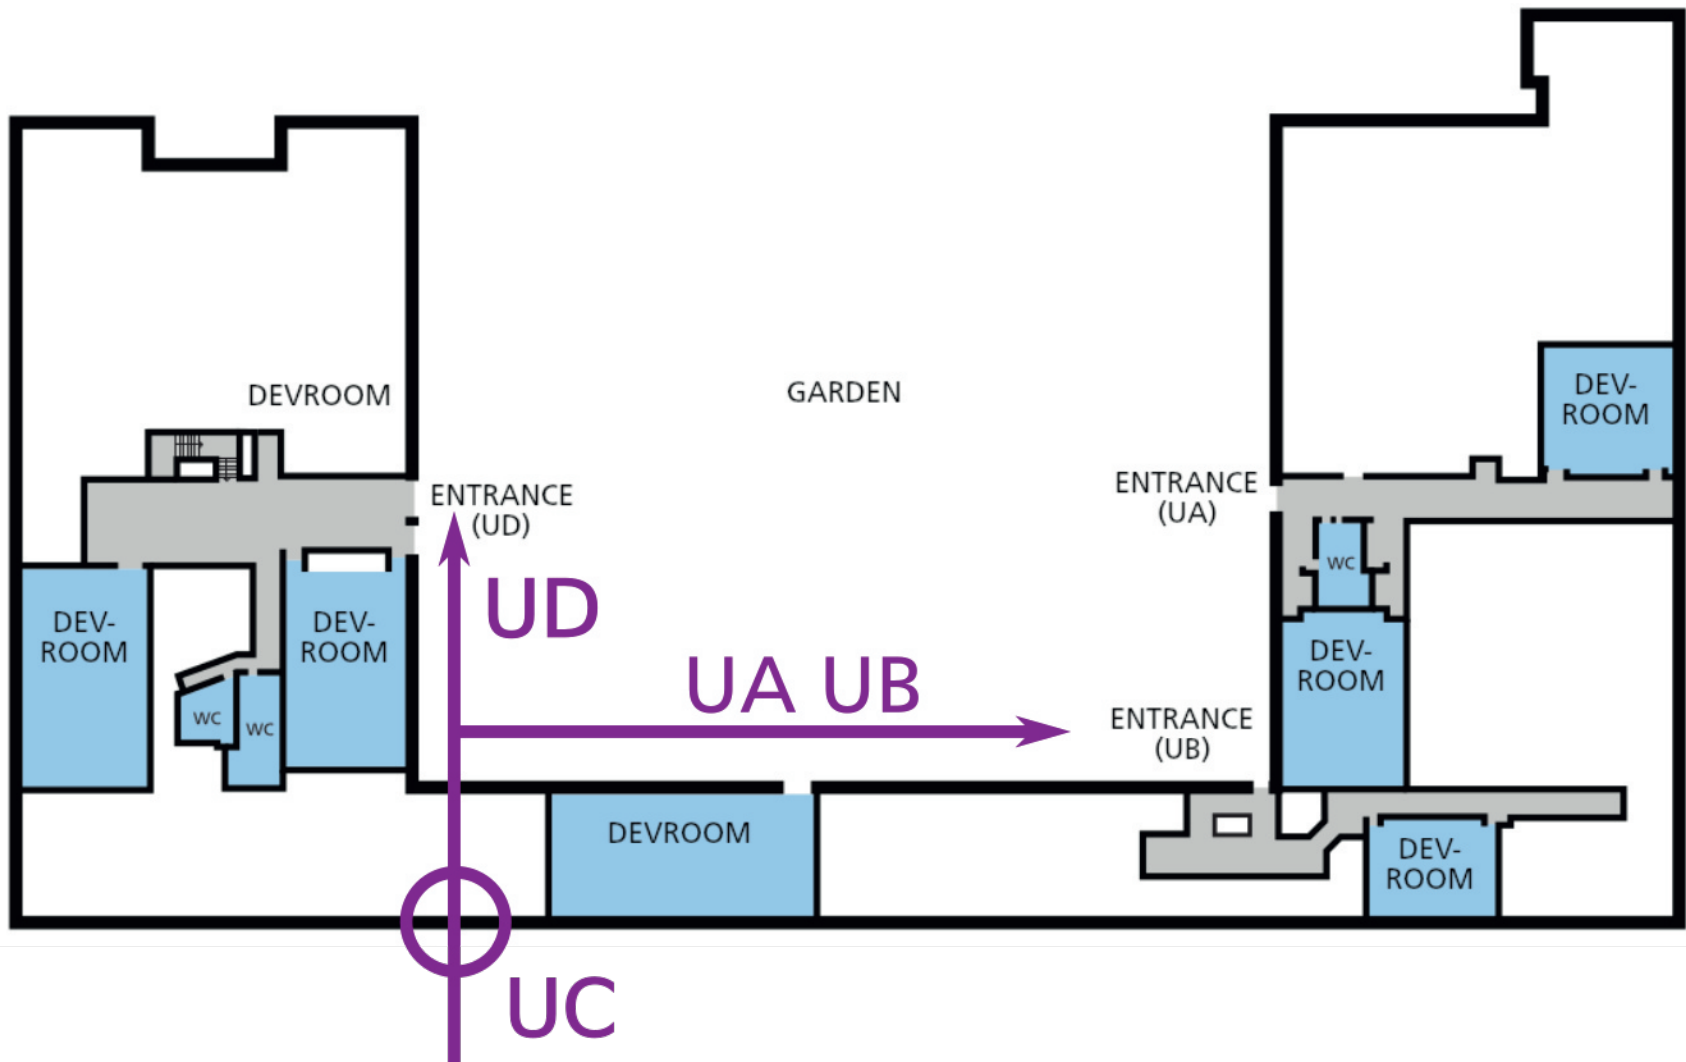 DEVROOM
GARDEN
DEV-
ROOM
ENTRANCE
(UD)
ENTRANCE
(UA)
WC
UD
DEV-
ROOM
DEV-
ROOM
DEV-
ROOM
WC
WC
UA UB
ENTRANCE
(UB)
DEVROOM
DEV-
ROOM
UC